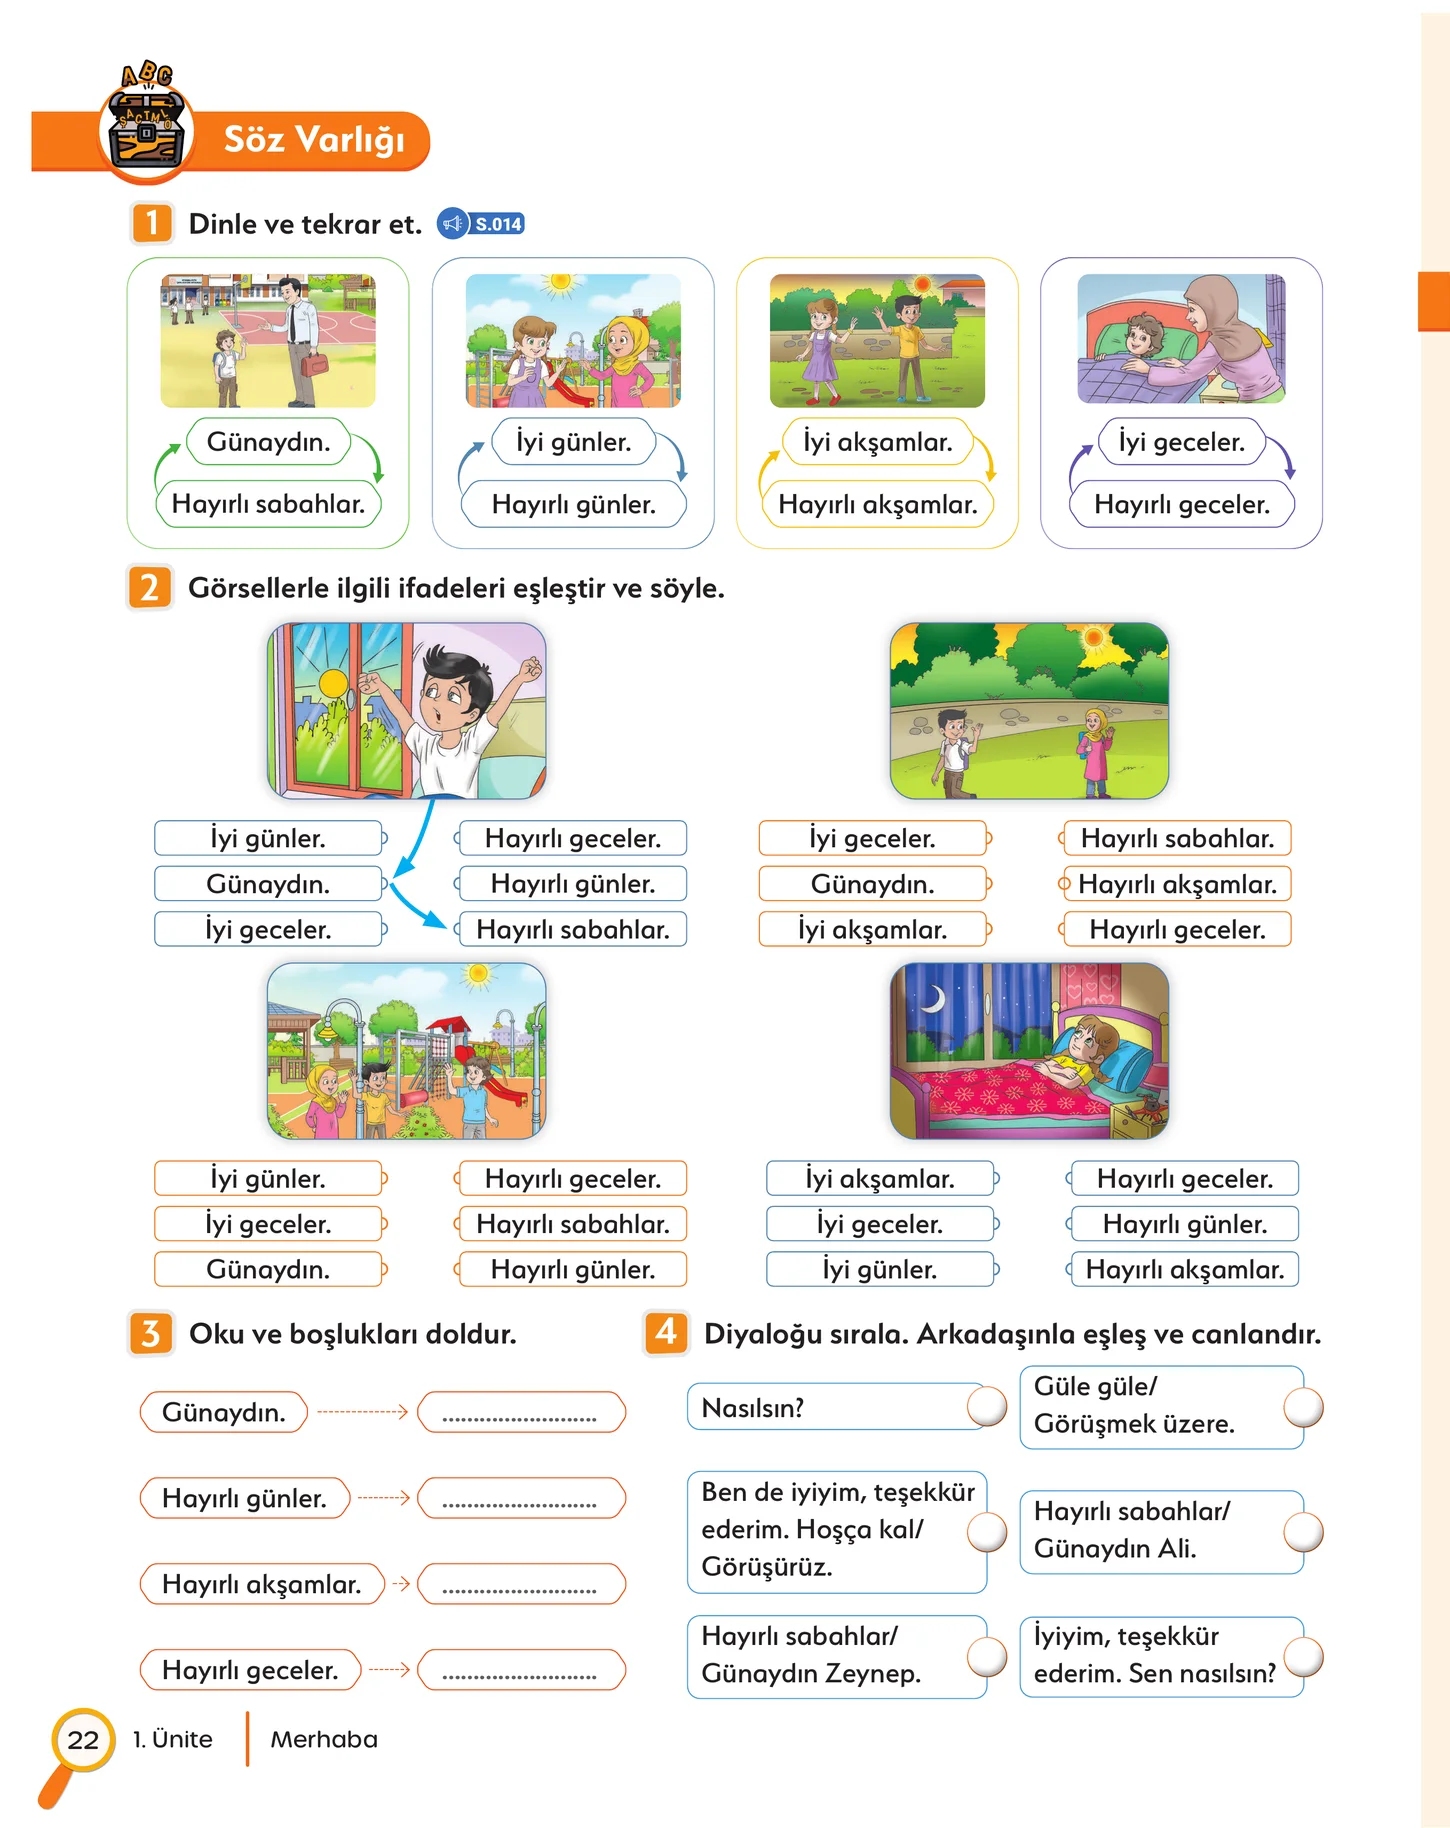 ABC
Söz Varlığı
1 Dinle ve tekrar et. S.014
Günaydın.
Hayırlı sabahlar.
İyi günler.
Hayırlı günler.
İyi akşamlar.
Hayırlı akşamlar.
İyi geceler.
Hayırlı geceler.
2 Görsellerle ilgili ifadeleri eşleştir ve söyle.
İyi günler.
Günaydın.
İyi geceler.
Hayırlı geceler.
Hayırlı günler.
Hayırlı sabahlar.
İyi geceler.
Günaydın.
İyi akşamlar.
Hayırlı sabahlar.
Hayırlı akşamlar.
Hayırlı geceler.
İyi günler.
İyi geceler.
Günaydın.
Hayırlı geceler.
Hayırlı sabahlar.
Hayırlı günler.
İyi akşamlar.
İyi geceler.
İyi günler.
Hayırlı geceler.
Hayırlı günler.
Hayırlı akşamlar.
3 Oku ve boşlukları doldur.
Günaydın. .........................
Hayırlı günler. .........................
Hayırlı akşamlar. .........................
Hayırlı geceler. .........................
4 Diyaloğu sırala. Arkadaşınla eşleş ve canlandır.
Nasılsın?
Güle güle/
Görüşmek üzere.
Ben de iyiyim, teşekkür
ederim. Hoşça kal/
Görüşürüz.
Hayırlı sabahlar/
Günaydın Ali.
Hayırlı sabahlar/
Günaydın Zeynep.
İyiyim, teşekkür
ederim. Sen nasılsın?
22 1. Ünite Merhaba